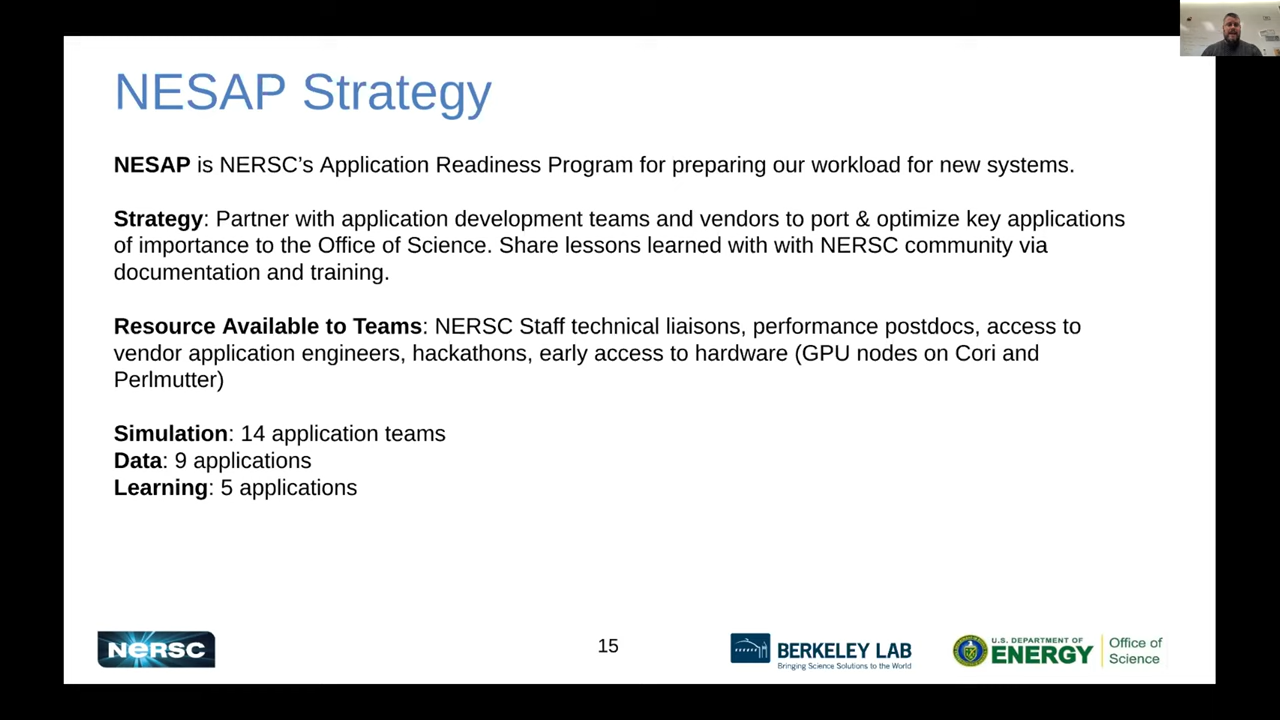 NESAP Strategy
NESAP is NERSC's Application Readiness Program for preparing our workload for new systems.
Strategy: Partner with application development teams and vendors to port & optimize key applications
of importance to the Office of Science. Share lessons learned with with NERSC community via
documentation and training.
Resource Available to Teams: NERSC Staff technical liaisons, performance postdocs, access to
vendor application engineers, hackathons, early access to hardware (GPU nodes on Cori and
Perlmutter)
Simulation: 14 application teams
Data: 9 applications
Learning: 5 applications
NERSC
15
BERKELEY LAB
Bringing Science Solutions to the World
U.S. DEPARTMENT OF
ENERGY
Office of
Science